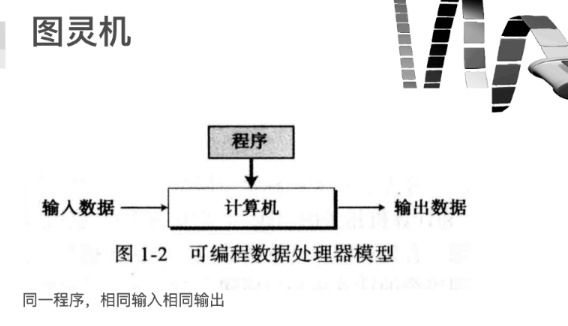 图灵机
程序
输入数据
计算机
输出数据
图 1-2 可编程数据处理器模型
同一程序，相同输入相同输出